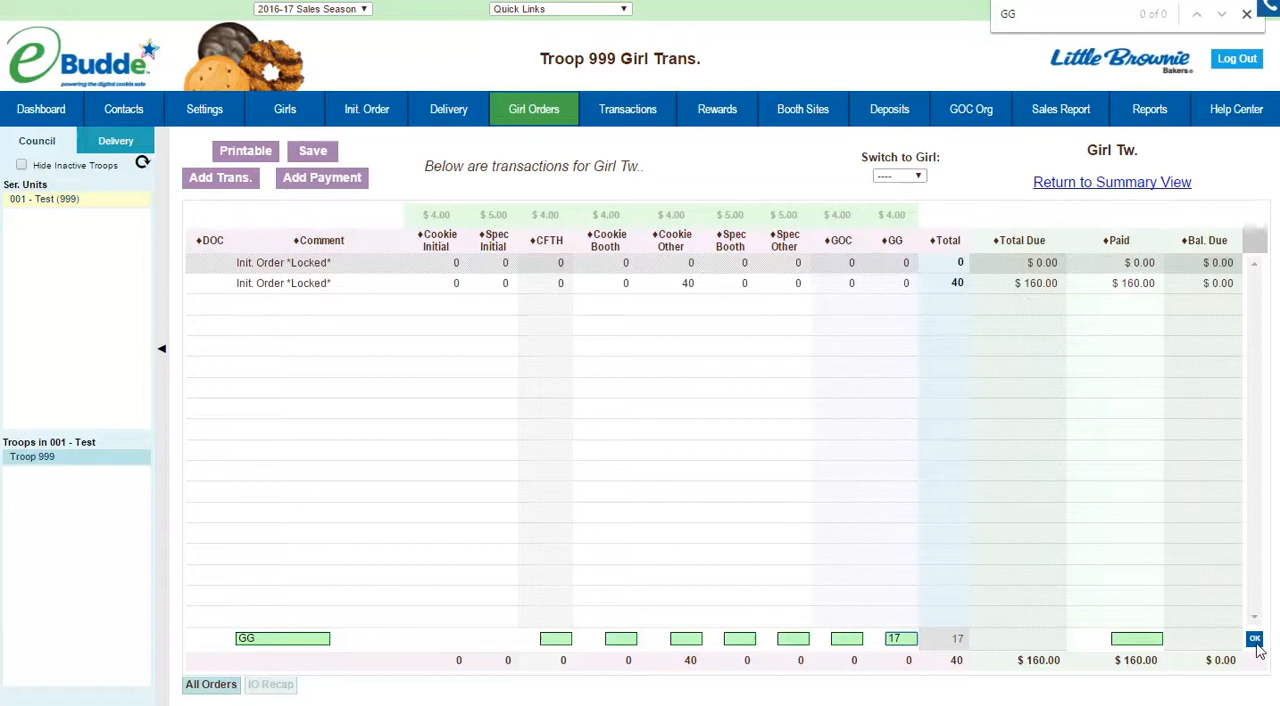 2016-17 Sales Season ▼ Quick Links ▼ GG 0 of 0
eBudde™
powering the digital cookie sale
Troop 999 Girl Trans.
Little Brownie Bakers® Log Out
Dashboard Contacts Settings Girls Init. Order Delivery Girl Orders Transactions Rewards Booth Sites Deposits GOC Org Sales Report Reports Help Center
Council Delivery
Hide Inactive Troops
Ser. Units
001 - Test (999)
Troops in 001 - Test
Troop 999
Printable Save
Add Trans. Add Payment
Below are transactions for Girl Tw..
Switch to Girl:
---- ▼
Girl Tw.
Return to Summary View
$ 4.00 $ 5.00 $ 4.00 $ 4.00 $ 4.00 $ 5.00 $ 5.00 $ 4.00 $ 4.00
♦DOC ♦Comment ♦Cookie Initial ♦Spec Initial ♦CFTH ♦Cookie Booth ♦Cookie Other ♦Spec Booth ♦Spec Other ♦GOC ♦GG ♦Total ♦Total Due ♦Paid ♦Bal. Due
Init. Order *Locked* 0 0 0 0 0 0 0 0 0 0 $ 0.00 $ 0.00 $ 0.00
Init. Order *Locked* 0 0 0 0 40 0 0 0 0 40 $ 160.00 $ 160.00 $ 0.00
GG 17 17 OK
0 0 0 0 40 0 0 0 0 40 $ 160.00 $ 160.00 $ 0.00
All Orders IO Recap